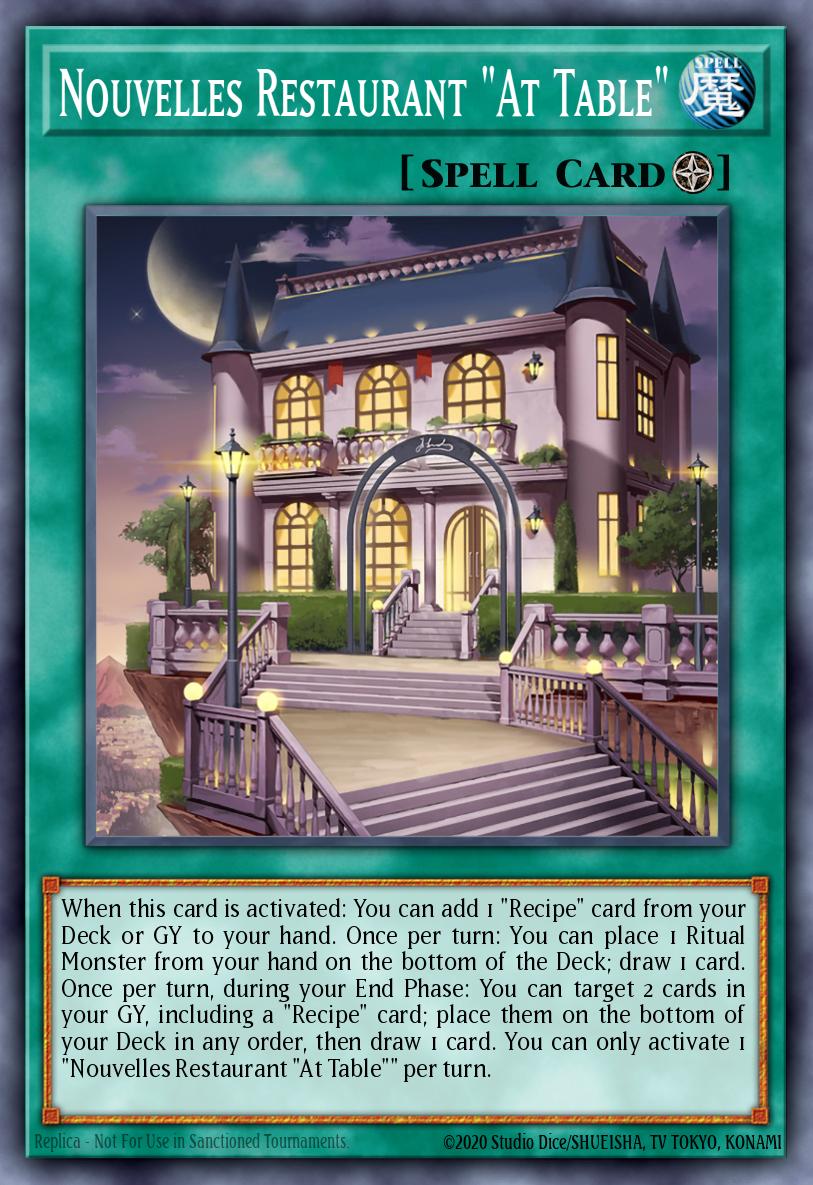 Nouvelles Restaurant "At Table"
SPELL
魔
[Spell Card]
When this card is activated: You can add 1 "Recipe" card from your
Deck or GY to your hand. Once per turn: You can place 1 Ritual
Monster from your hand on the bottom of the Deck; draw 1 card.
Once per turn, during your End Phase: You can target 2 cards in
your GY, including a "Recipe" card; place them on the bottom of
your Deck in any order, then draw 1 card. You can only activate 1
"Nouvelles Restaurant "At Table"" per turn.
Replica - Not For Use in Sanctioned Tournaments.
©2020 Studio Dice/SHUEISHA, TV TOKYO, KONAMI